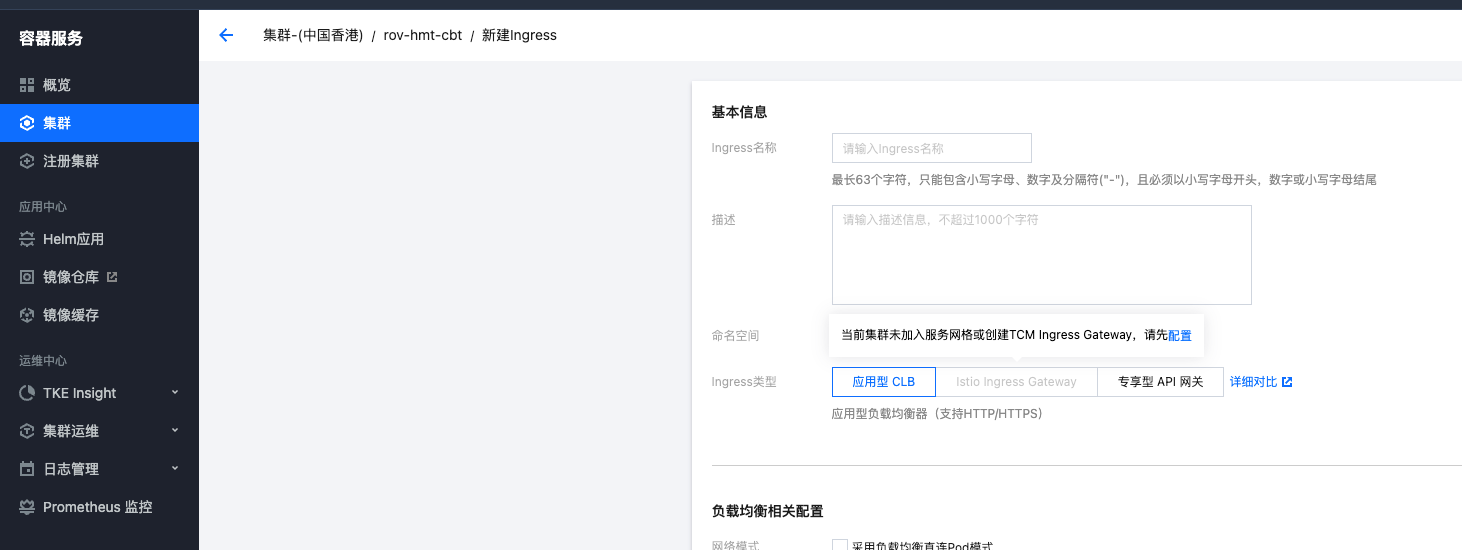 容器服务
概览
集群
注册集群
应用中心
Helm应用
镜像仓库
镜像缓存
运维中心
TKE Insight
集群运维
日志管理
Prometheus 监控
集群-(中国香港) / rov-hmt-cbt / 新建Ingress
基本信息
Ingress名称 请输入Ingress名称
最长63个字符，只能包含小写字母、数字及分隔符("-")，且必须以小写字母开头，数字或小写字母结尾
描述 请输入描述信息，不超过1000个字符
命名空间 当前集群未加入服务网格或创建TCM Ingress Gateway，请先配置
Ingress类型 应用型 CLB Istio Ingress Gateway 专享型 API 网关 详细对比
应用型负载均衡器（支持HTTP/HTTPS）
负载均衡相关配置
网络模式 采用负载均衡直连Pod模式